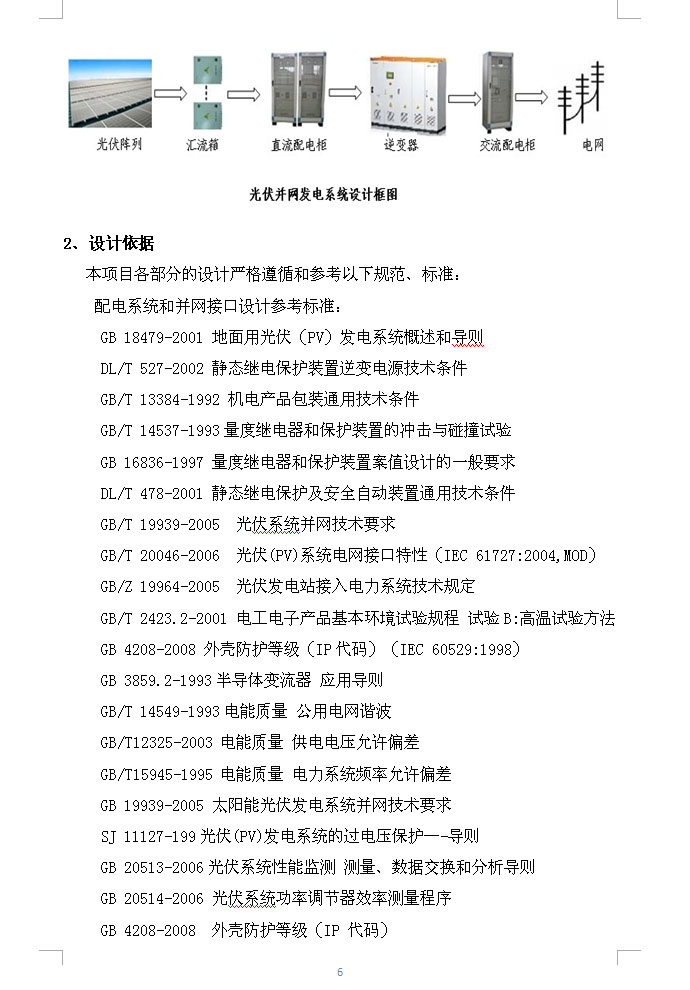 光伏阵列 汇流箱 直流配电柜 逆变器 交流配电柜 电网
光伏并网发电系统设计框图
2、设计依据
本项目各部分的设计严格遵循和参考以下规范、标准：
配电系统和并网接口设计参考标准：
GB 18479-2001 地面用光伏（PV）发电系统概述和导则
DL/T 527-2002 静态继电保护装置逆变电源技术条件
GB/T 13384-1992 机电产品包装通用技术条件
GB/T 14537-1993量度继电器和保护装置的冲击与碰撞试验
GB 16836-1997 量度继电器和保护装置案值设计的一般要求
DL/T 478-2001 静态继电保护及安全自动装置通用技术条件
GB/T 19939-2005 光伏系统并网技术要求
GB/T 20046-2006 光伏(PV)系统电网接口特性（IEC 61727:2004,MOD）
GB/Z 19964-2005 光伏发电站接入电力系统技术规定
GB/T 2423.2-2001 电工电子产品基本环境试验规程 试验B:高温试验方法
GB 4208-2008 外壳防护等级（IP代码）（IEC 60529:1998）
GB 3859.2-1993半导体变流器 应用导则
GB/T 14549-1993电能质量 公用电网谐波
GB/T12325-2003 电能质量 供电电压允许偏差
GB/T15945-1995 电能质量 电力系统频率允许偏差
GB 19939-2005 太阳能光伏发电系统并网技术要求
SJ 11127-199光伏(PV)发电系统的过电压保护—-导则
GB 20513-2006光伏系统性能监测 测量、数据交换和分析导则
GB 20514-2006 光伏系统功率调节器效率测量程序
GB 4208-2008 外壳防护等级（IP 代码）
6